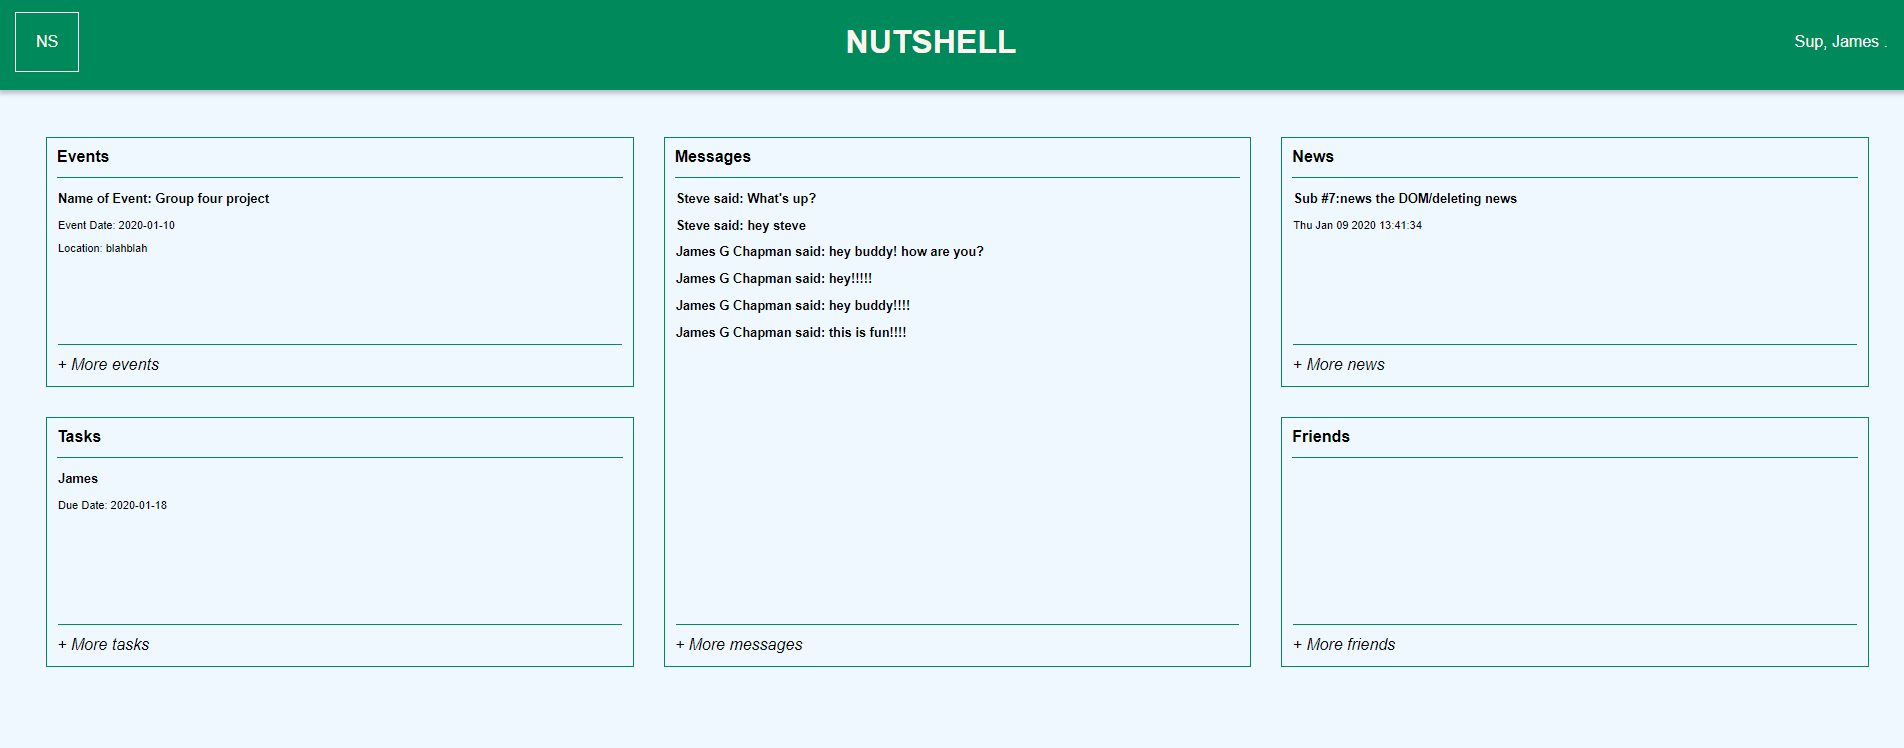 NS
NUTSHELL
Sup, James .
Events
Name of Event: Group four project
Event Date: 2020-01-10
Location: blahblah
+ More events
Tasks
James
Due Date: 2020-01-18
+ More tasks
Messages
Steve said: What's up?
Steve said: hey steve
James G Chapman said: hey buddy! how are you?
James G Chapman said: hey!!!!!
James G Chapman said: hey buddy!!!!
James G Chapman said: this is fun!!!!
+ More messages
News
Sub #7:news the DOM/deleting news
Thu Jan 09 2020 13:41:34
+ More news
Friends
+ More friends